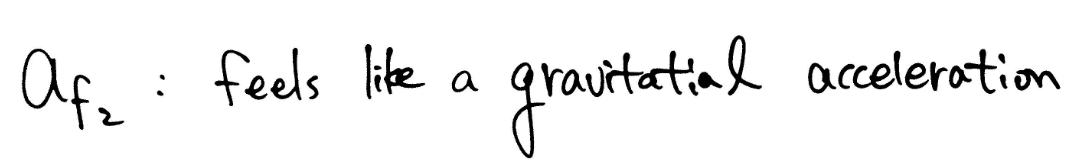 a_{f_2} : feels like a gravitatial acceleration